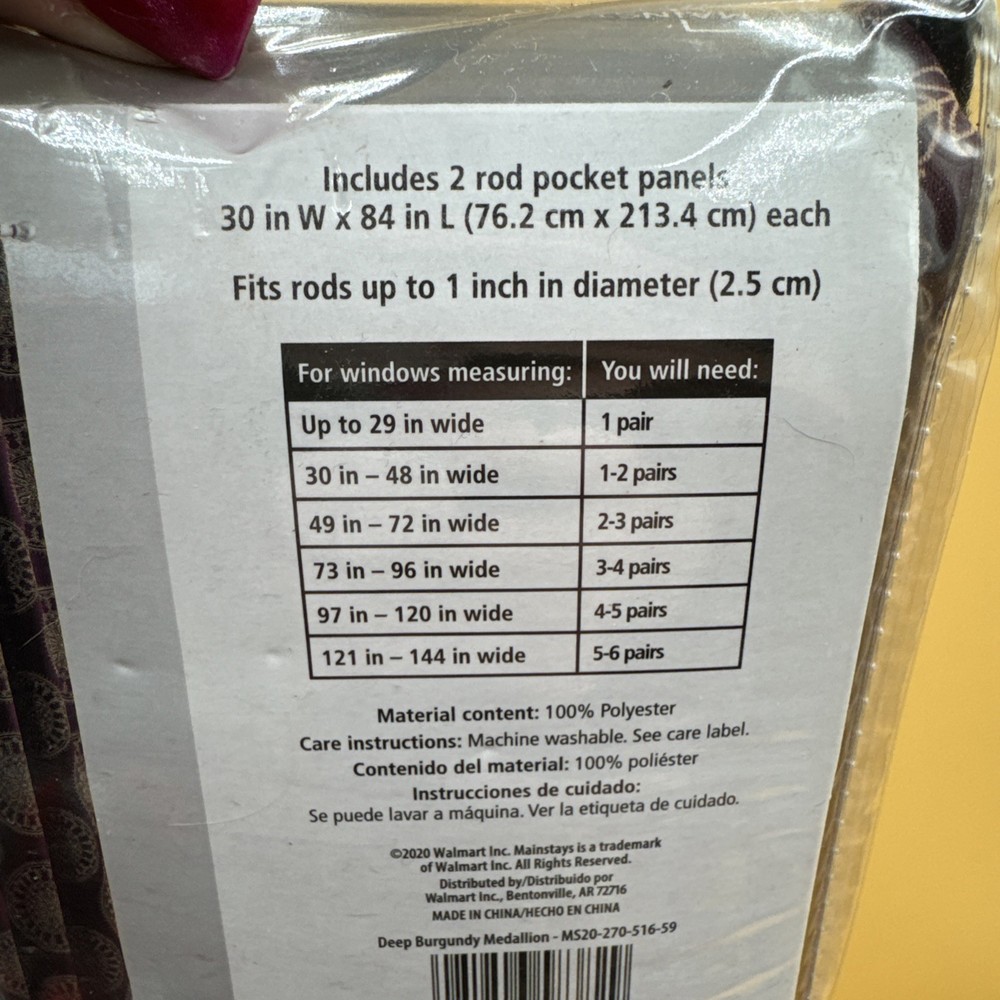 Includes 2 rod pocket panels
30 in W x 84 in L (76.2 cm x 213.4 cm) each
Fits rods up to 1 inch in diameter (2.5 cm)
For windows measuring: You will need:
Up to 29 in wide 1 pair
30 in – 48 in wide 1-2 pairs
49 in – 72 in wide 2-3 pairs
73 in – 96 in wide 3-4 pairs
97 in – 120 in wide 4-5 pairs
121 in – 144 in wide 5-6 pairs
Material content: 100% Polyester
Care instructions: Machine washable. See care label.
Contenido del material: 100% poliéster
Instrucciones de cuidado:
Se puede lavar a máquina. Ver la etiqueta de cuidado.
©2020 Walmart Inc. Mainstays is a trademark
of Walmart Inc. All Rights Reserved.
Distributed by/Distribuido por
Walmart Inc., Bentonville, AR 72716
MADE IN CHINA/HECHO EN CHINA
Deep Burgundy Medallion - MS20-270-516-59